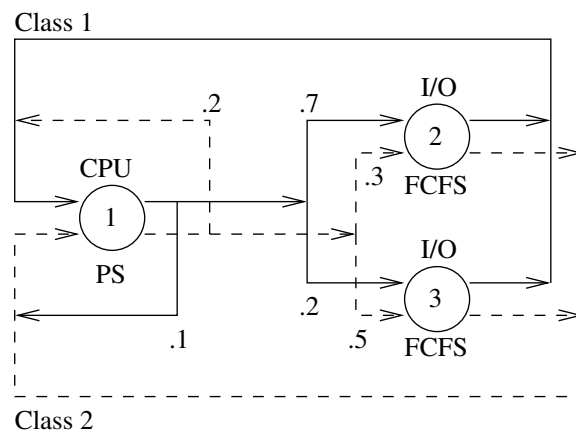 Class 1
I/O
.2
.7
2
CPU
.3
FCFS
1
I/O
PS
3
.2
.1
.5
FCFS
Class 2